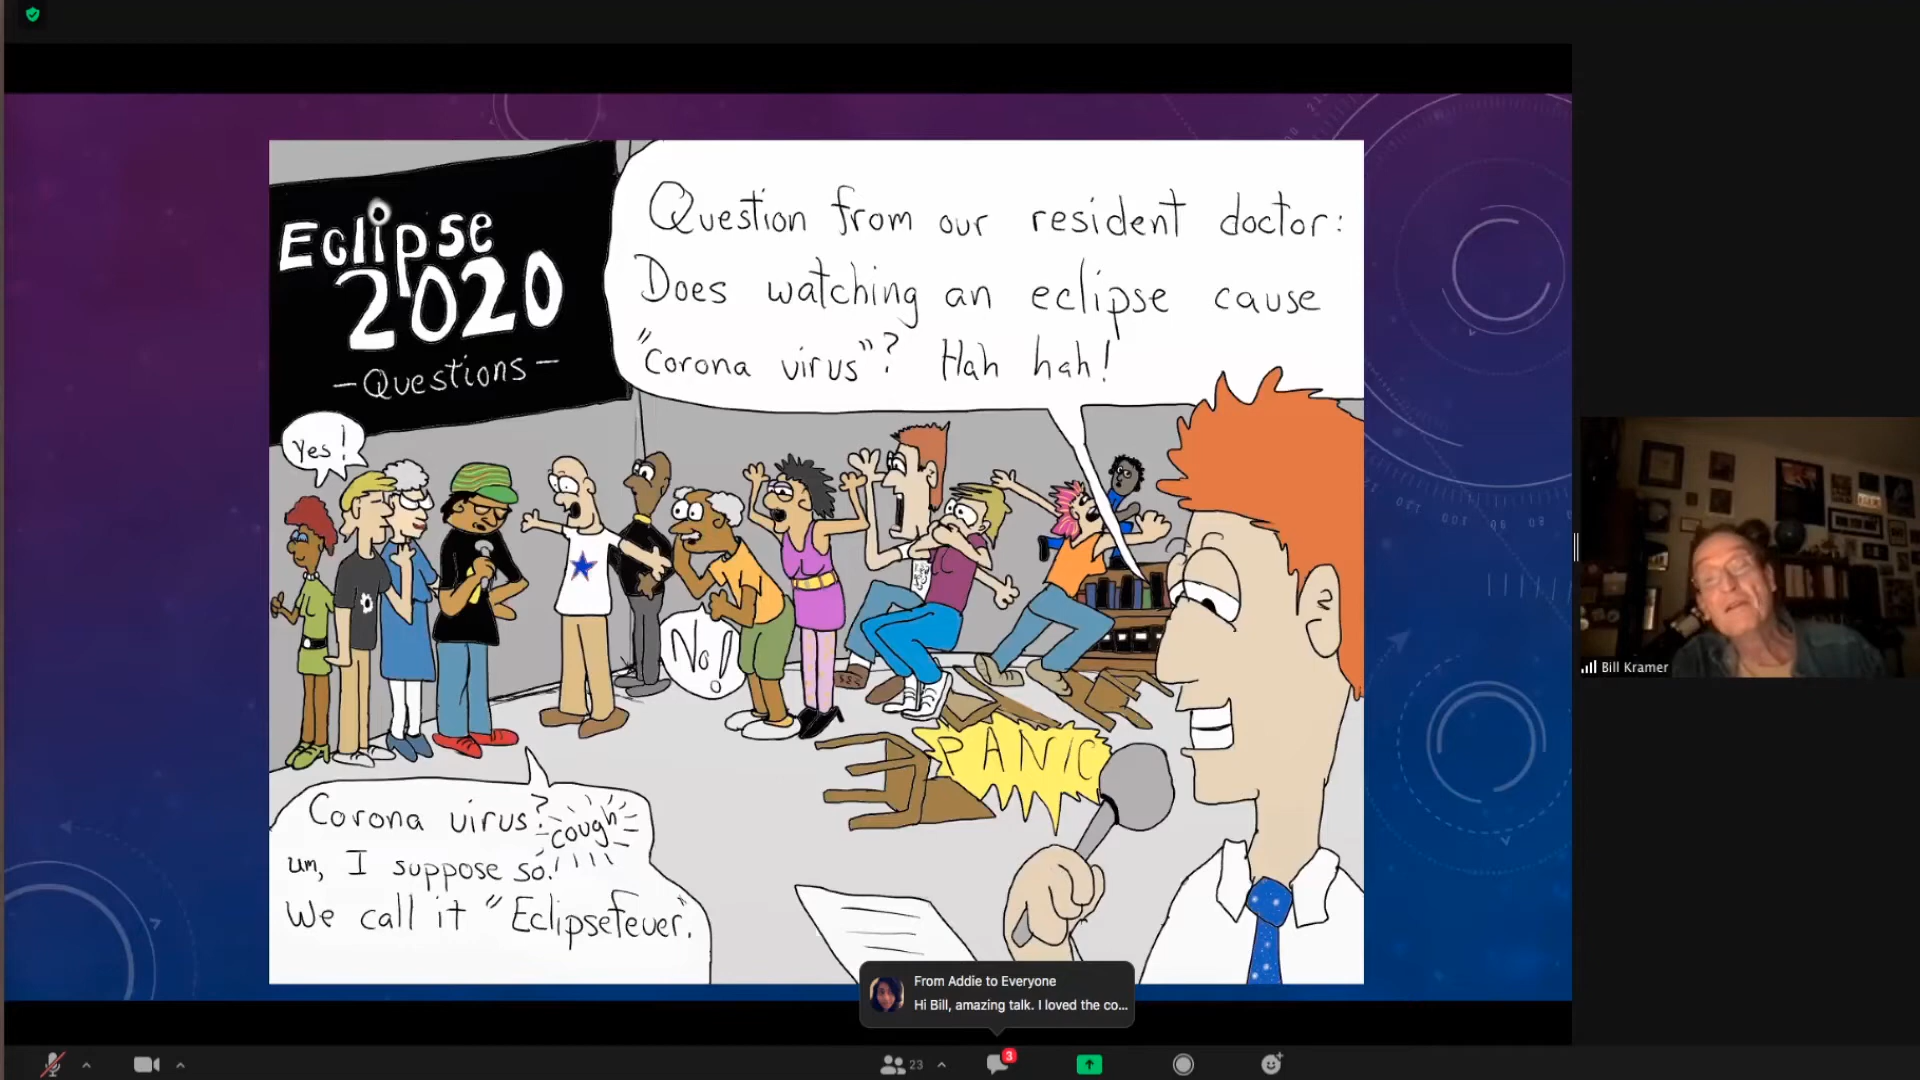 Eclipse
2020
-Questions-
Question from our resident doctor:
Does watching an eclipse cause
"corona virus"? Hah hah!
Yes!
No!
PANIC
Corona virus?
cough
um, I suppose so.
We call it "Eclipsefever".
Bill Kramer
From Addie to Everyone
Hi Bill, amazing talk. I loved the co...
23
3